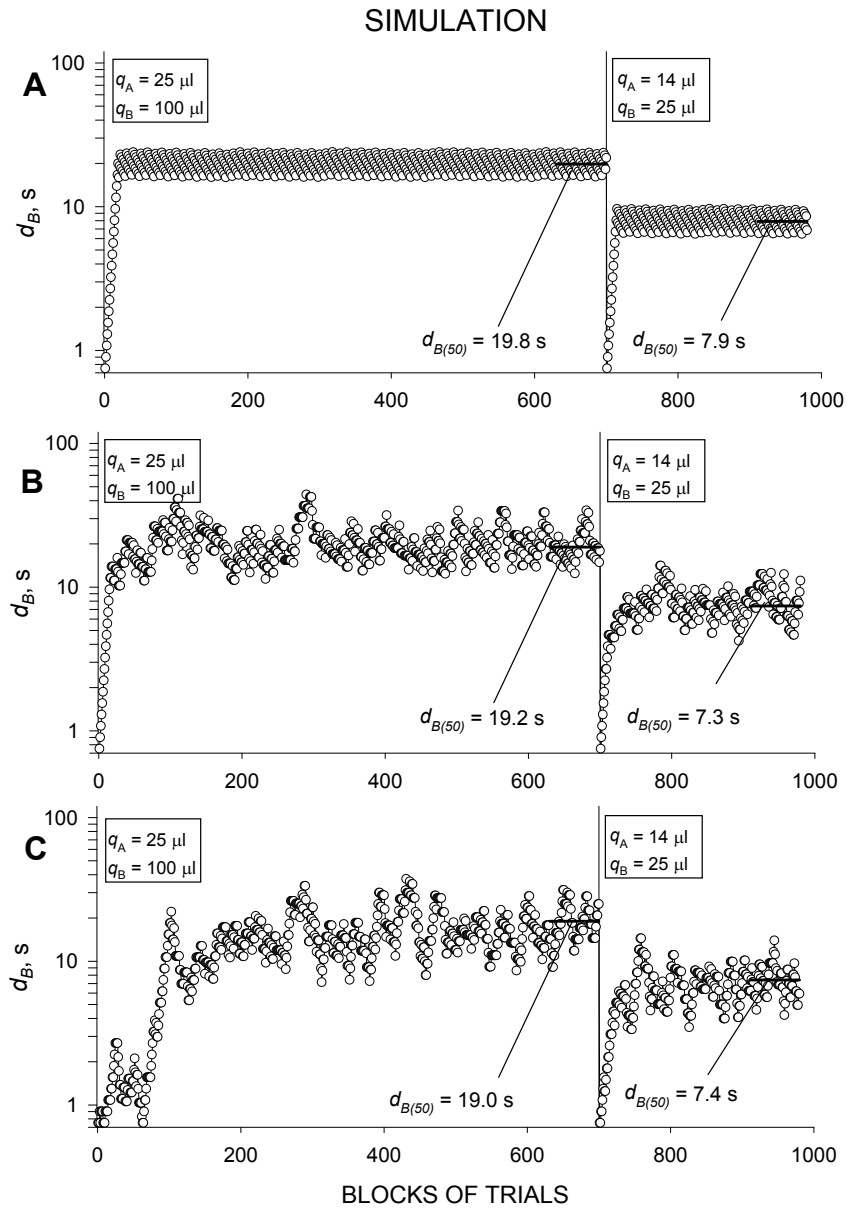 SIMULATION
A
q_A = 25 μl
q_B = 100 μl
q_A = 14 μl
q_B = 25 μl
100
10
1
d_B, s
d_B(50) = 19.8 s
d_B(50) = 7.9 s
0 200 400 600 800 1000
B
q_A = 25 μl
q_B = 100 μl
q_A = 14 μl
q_B = 25 μl
100
10
1
d_B, s
d_B(50) = 19.2 s
d_B(50) = 7.3 s
0 200 400 600 800 1000
C
q_A = 25 μl
q_B = 100 μl
q_A = 14 μl
q_B = 25 μl
100
10
1
d_B, s
d_B(50) = 19.0 s
d_B(50) = 7.4 s
0 200 400 600 800 1000
BLOCKS OF TRIALS